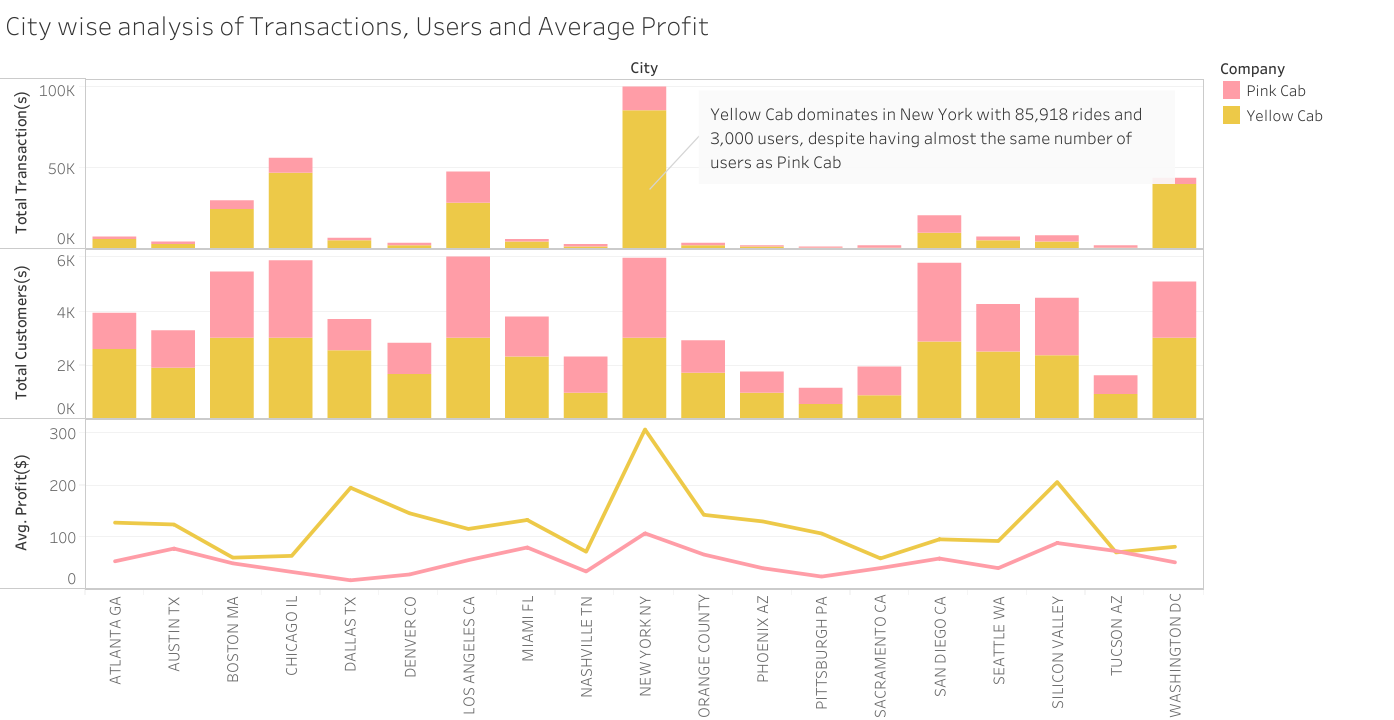 City wise analysis of Transactions, Users and Average Profit
City
Company
Pink Cab
Yellow Cab
Total Transaction(s)
100K
50K
0K
Yellow Cab dominates in New York with 85,918 rides and
3,000 users, despite having almost the same number of
users as Pink Cab
Total Customers(s)
6K
4K
2K
0K
Avg. Profit($)
300
200
100
0
ATLANTA GA
AUSTIN TX
BOSTON MA
CHICAGO IL
DALLAS TX
DENVER CO
LOS ANGELES CA
MIAMI FL
NASHVILLE TN
NEW YORK NY
ORANGE COUNTY
PHOENIX AZ
PITTSBURGH PA
SACRAMENTO CA
SAN DIEGO CA
SEATTLE WA
SILICON VALLEY
TUCSON AZ
WASHINGTON DC